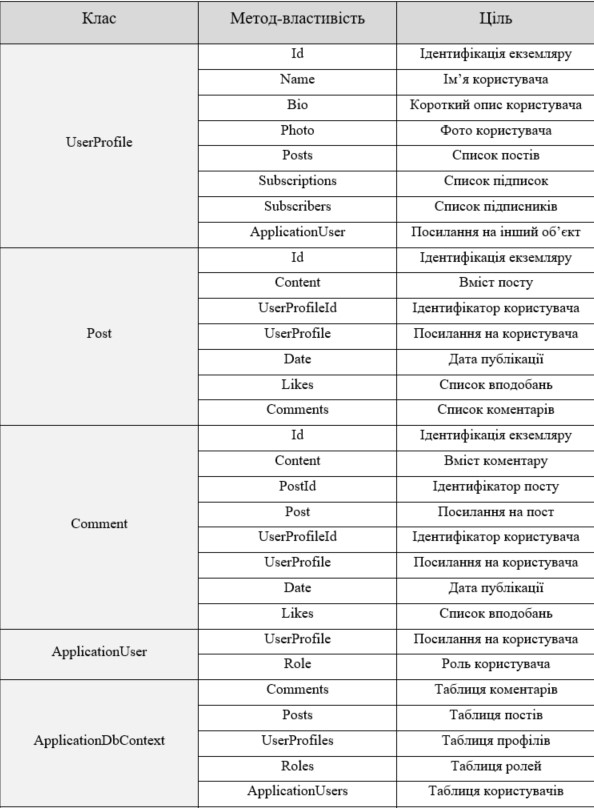 Клас Метод-властивість Ціль
UserProfile
Id Ідентифікація екземляру
Name Ім’я користувача
Bio Короткий опис користувача
Photo Фото користувача
Posts Список постів
Subscriptions Список підписок
Subscribers Список підписників
ApplicationUser Посилання на інший об’єкт
Post
Id Ідентифікація екземляру
Content Вміст посту
UserProfileId Ідентифікатор користувача
UserProfile Посилання на користувача
Date Дата публікації
Likes Список вподобань
Comments Список коментарів
Comment
Id Ідентифікація екземляру
Content Вміст коментару
PostId Ідентифікатор посту
Post Посилання на пост
UserProfileId Ідентифікатор користувача
UserProfile Посилання на користувача
Date Дата публікації
Likes Список вподобань
ApplicationUser
UserProfile Посилання на користувача
Role Роль користувача
ApplicationDbContext
Comments Таблиця коментарів
Posts Таблиця постів
UserProfiles Таблиця профілів
Roles Таблиця ролей
ApplicationUsers Таблиця користувачів